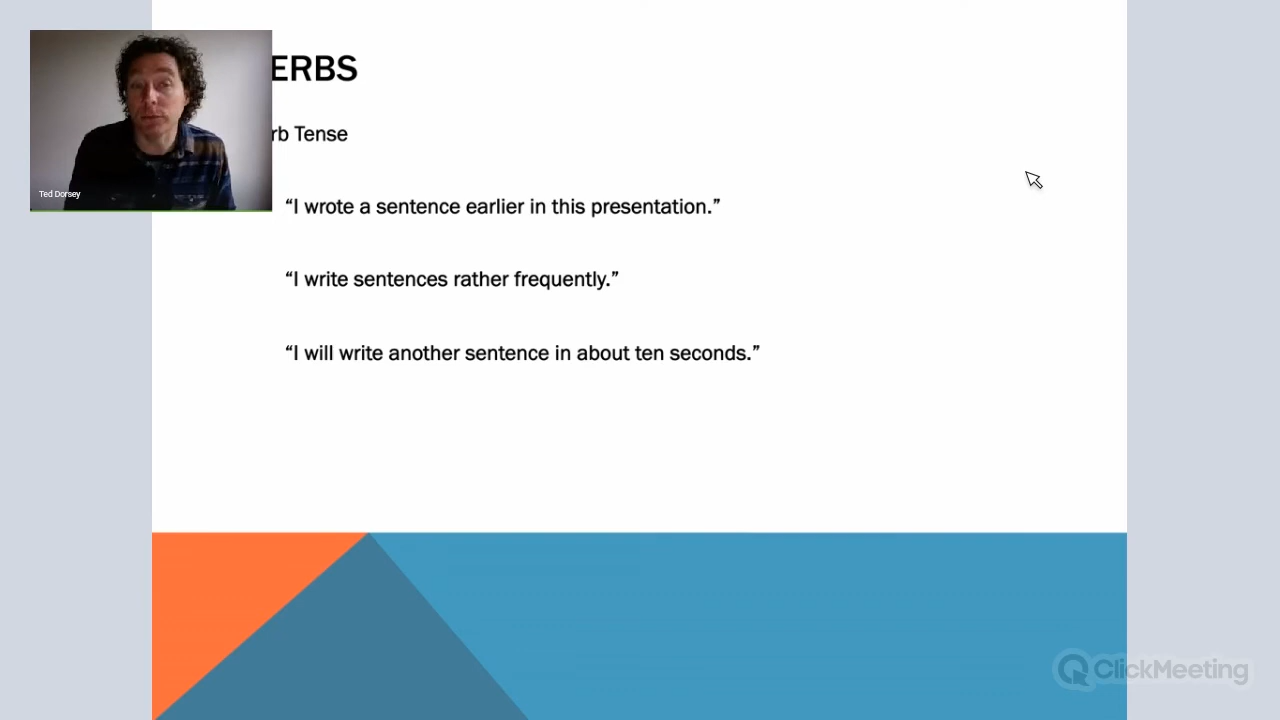 ERBS
rb Tense
Ted Dorsey
“I wrote a sentence earlier in this presentation.”
“I write sentences rather frequently.”
“I will write another sentence in about ten seconds.”
ClickMeeting